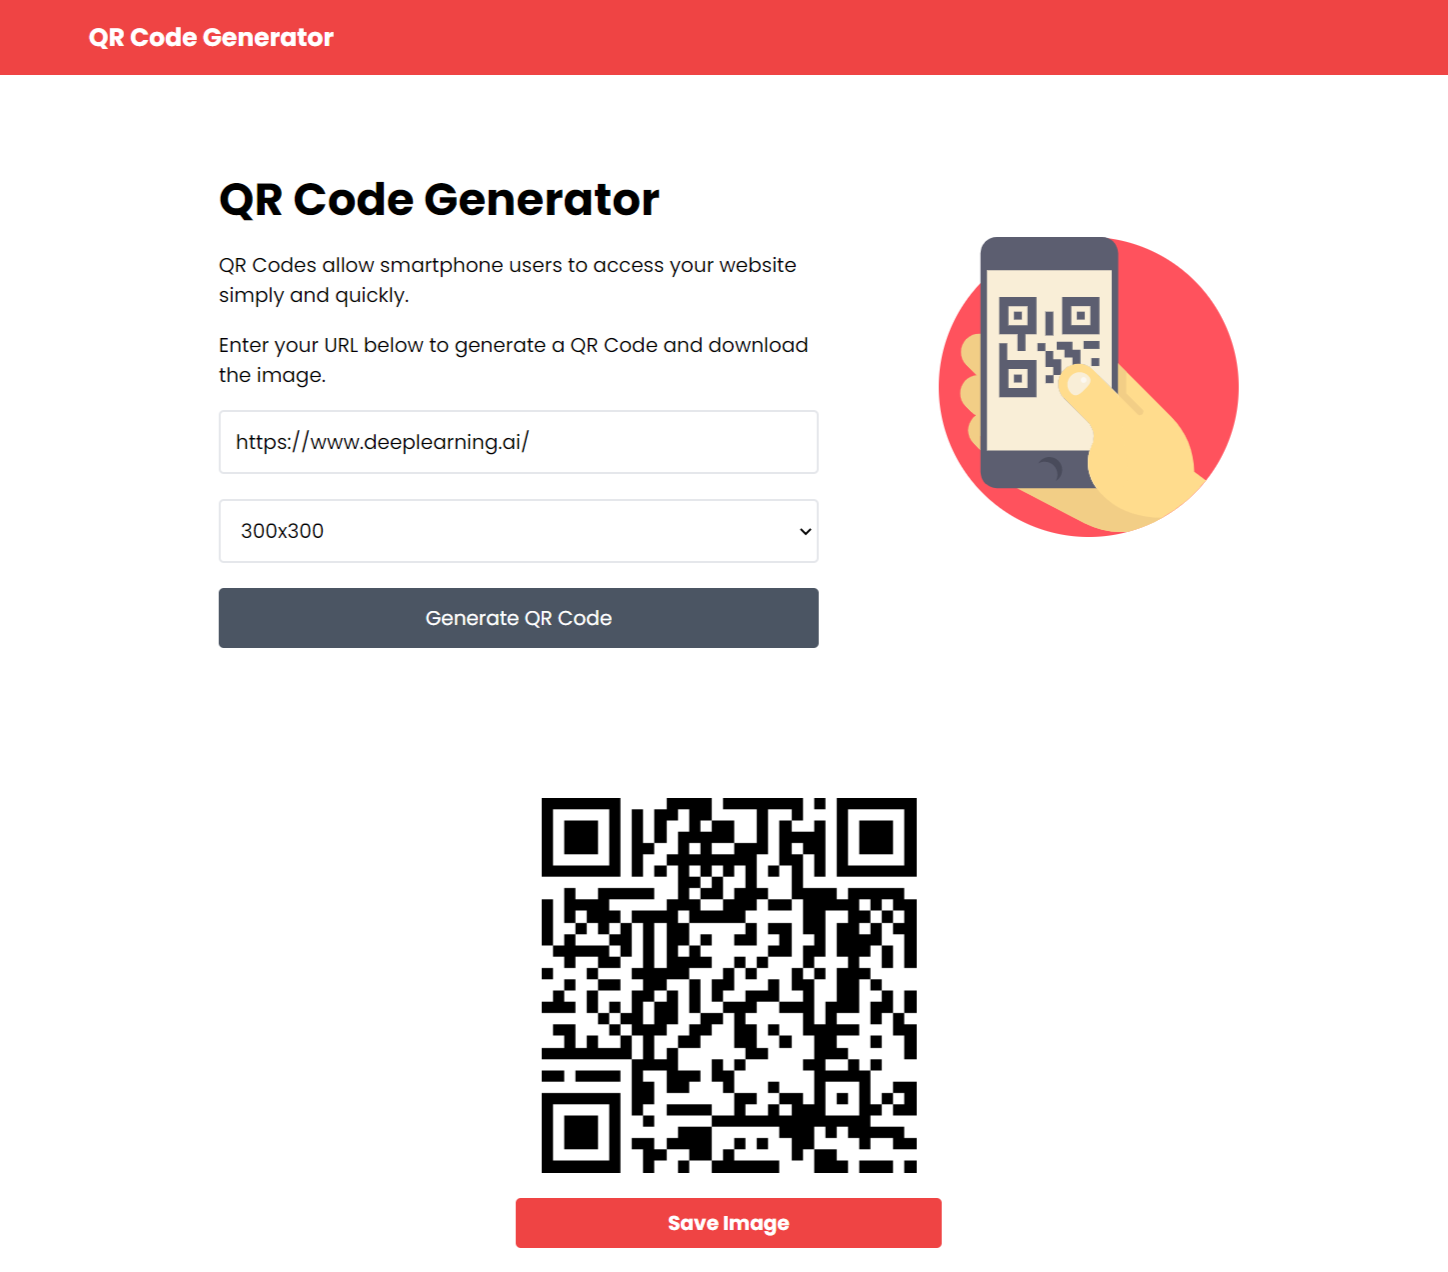 QR Code Generator
QR Code Generator
QR Codes allow smartphone users to access your website
simply and quickly.
Enter your URL below to generate a QR Code and download
the image.
https://www.deeplearning.ai/
300x300
Generate QR Code
Save Image